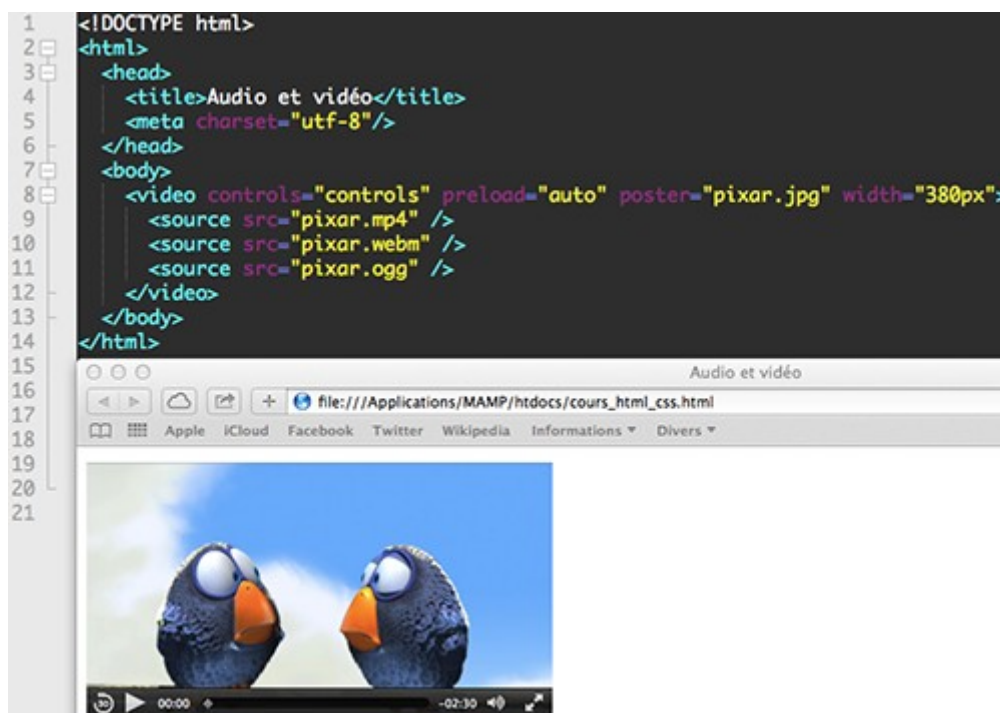 1 <!DOCTYPE html>
2 <html>
3 <head>
4 <title>Audio et vidéo</title>
5 <meta charset="utf-8"/>
6 </head>
7 <body>
8 <video controls="controls" preload="auto" poster="pixar.jpg" width="380px">
9 <source src="pixar.mp4" />
10 <source src="pixar.webm" />
11 <source src="pixar.ogg" />
12 </video>
13 </body>
14 </html>
15
16
17
18
19
20
21
Audio et vidéo
file:///Applications/MAMP/htdocs/cours_html_css.html
Apple iCloud Facebook Twitter Wikipedia Informations Divers
30 00:00 -02:30